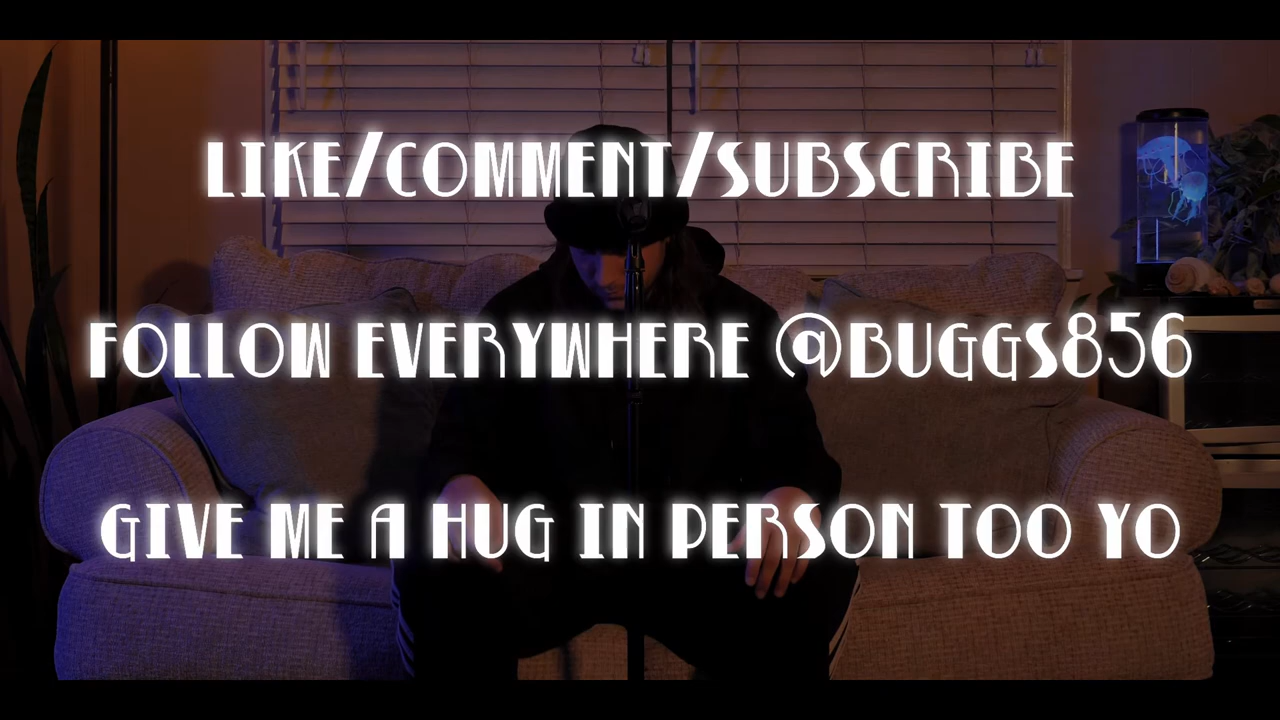 LIKE/COMMENT/SUBSCRIBE
FOLLOW EVERYWHERE @BUGGS856
GIVE ME A HUG IN PERSON TOO YO